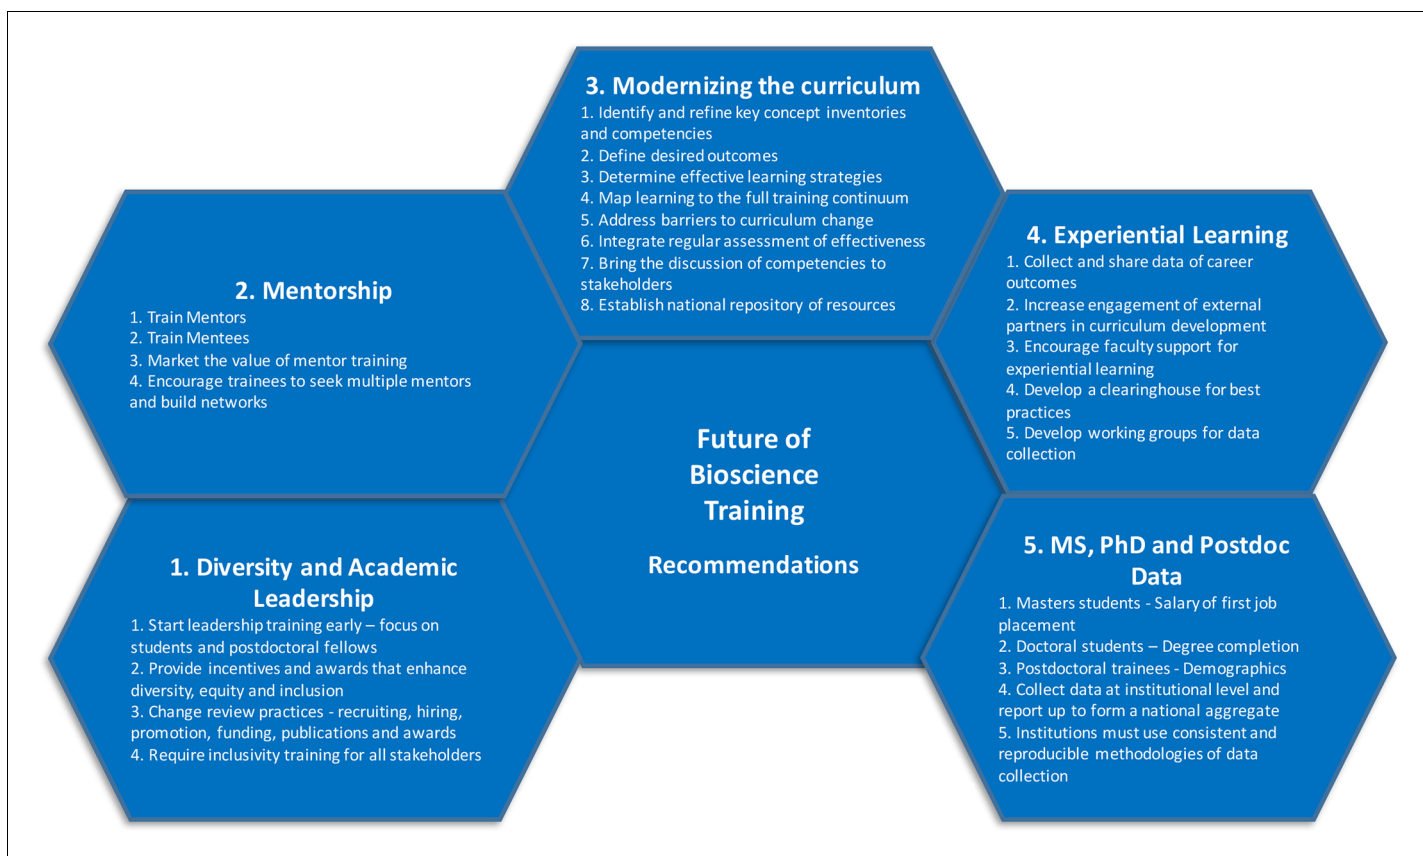 3. Modernizing the curriculum
1. Identify and refine key concept inventories
and competencies
2. Define desired outcomes
3. Determine effective learning strategies
4. Map learning to the full training continuum
5. Address barriers to curriculum change
6. Integrate regular assessment of effectiveness
7. Bring the discussion of competencies to
stakeholders
8. Establish national repository of resources
2. Mentorship
1. Train Mentors
2. Train Mentees
3. Market the value of mentor training
4. Encourage trainees to seek multiple mentors
and build networks
4. Experiential Learning
1. Collect and share data of career
outcomes
2. Increase engagement of external
partners in curriculum development
3. Encourage faculty support for
experiential learning
4. Develop a clearinghouse for best
practices
5. Develop working groups for data
collection
Future of
Bioscience
Training
Recommendations
1. Diversity and Academic
Leadership
1. Start leadership training early – focus on
students and postdoctoral fellows
2. Provide incentives and awards that enhance
diversity, equity and inclusion
3. Change review practices - recruiting, hiring,
promotion, funding, publications and awards
4. Require inclusivity training for all stakeholders
5. MS, PhD and Postdoc
Data
1. Masters students - Salary of first job
placement
2. Doctoral students – Degree completion
3. Postdoctoral trainees - Demographics
4. Collect data at institutional level and
report up to form a national aggregate
5. Institutions must use consistent and
reproducible methodologies of data
collection